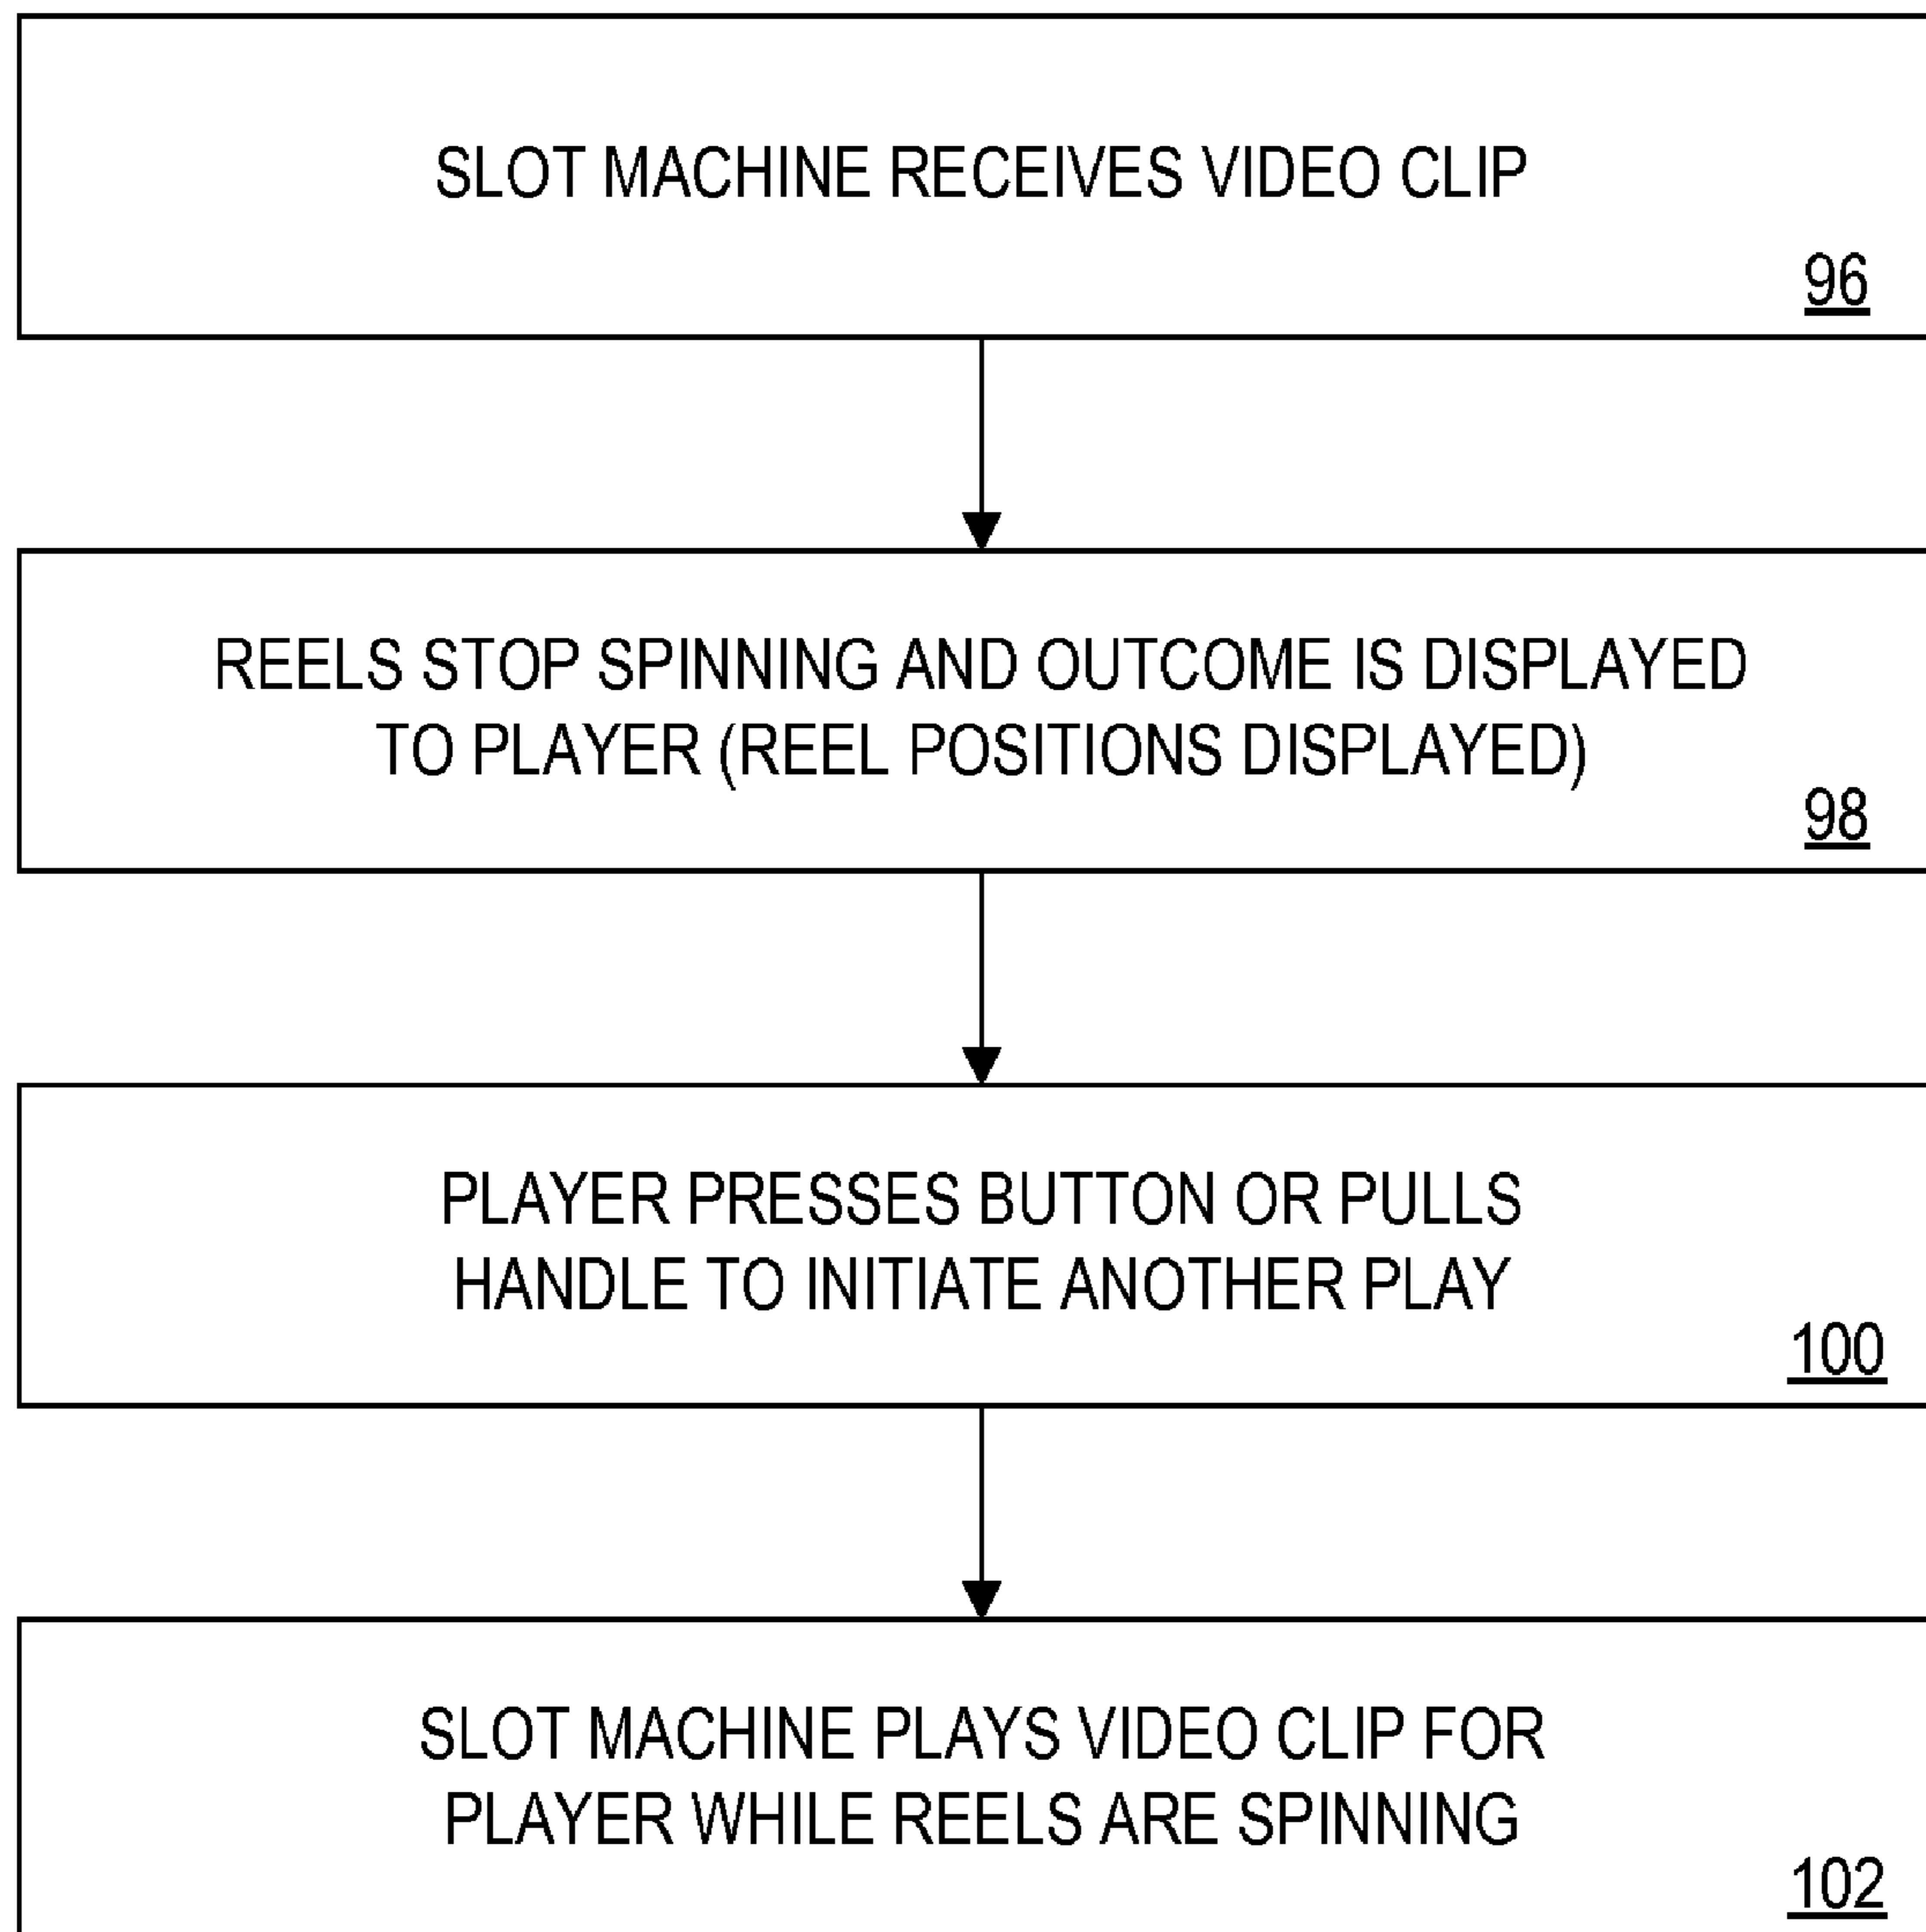 SLOT MACHINE RECEIVES VIDEO CLIP
96
REELS STOP SPINNING AND OUTCOME IS DISPLAYED
TO PLAYER (REEL POSITIONS DISPLAYED)
98
PLAYER PRESSES BUTTON OR PULLS
HANDLE TO INITIATE ANOTHER PLAY
100
SLOT MACHINE PLAYS VIDEO CLIP FOR
PLAYER WHILE REELS ARE SPINNING
102